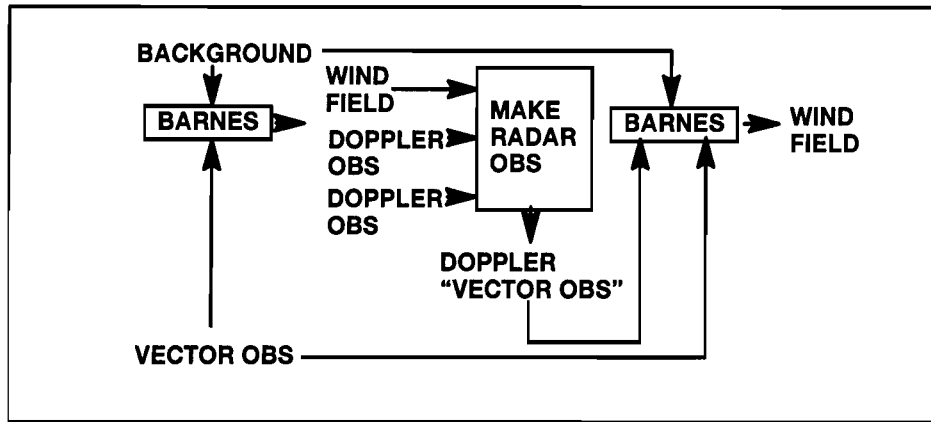 BACKGROUND
BARNES
WIND
FIELD
DOPPLER
OBS
DOPPLER
OBS
MAKE
RADAR
OBS
DOPPLER
“VECTOR OBS”
BARNES
WIND
FIELD
VECTOR OBS